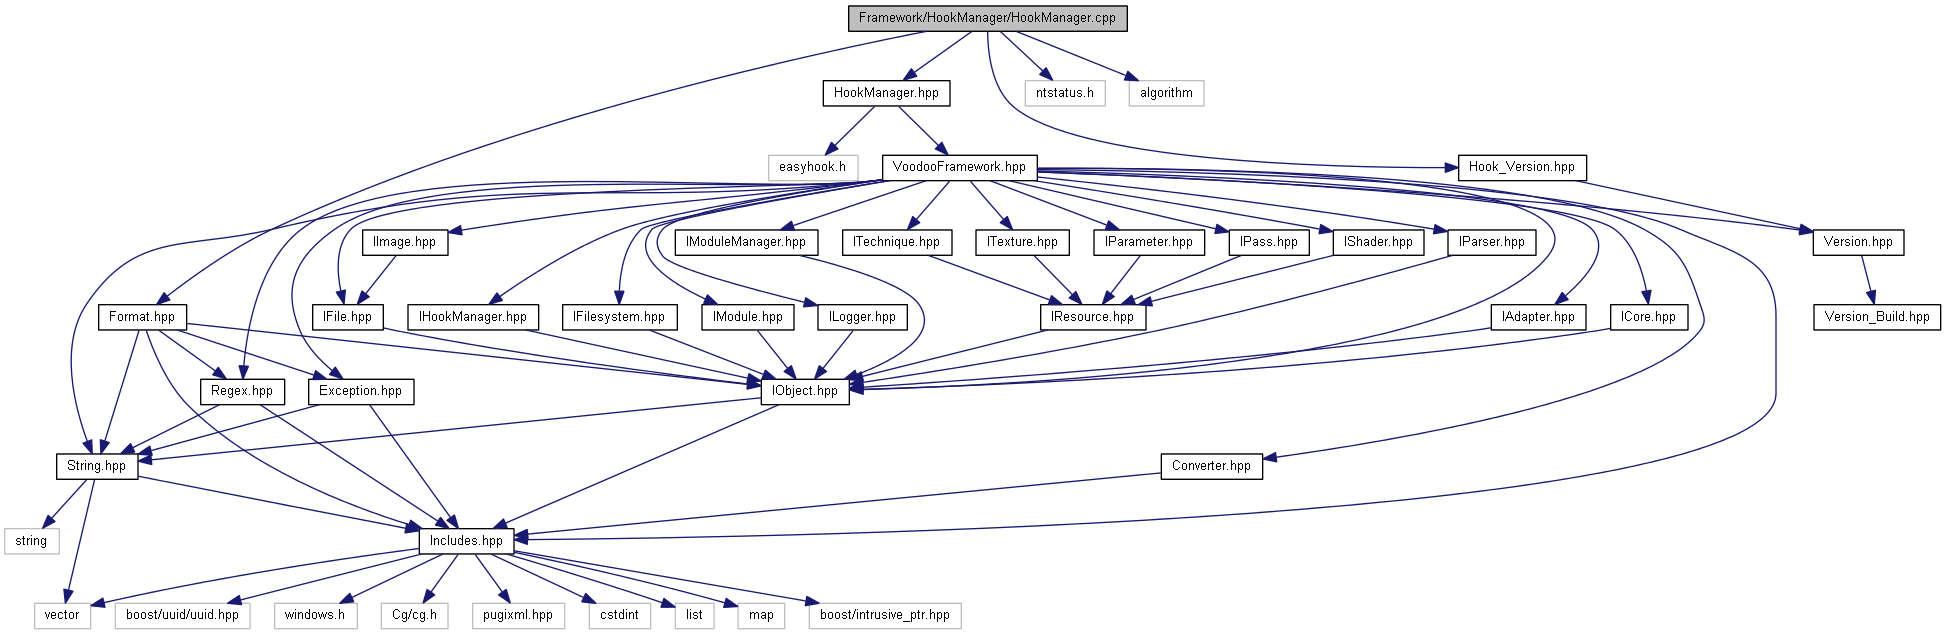 Framework/HookManager/HookManager.cpp
HookManager.hpp
ntstatus.h
algorithm
easyhook.h
VoodooFramework.hpp
Hook_Version.hpp
IImage.hpp
IModuleManager.hpp
ITechnique.hpp
ITexture.hpp
IParameter.hpp
IPass.hpp
IShader.hpp
IParser.hpp
Version.hpp
Format.hpp
IFile.hpp
IHookManager.hpp
IFilesystem.hpp
IModule.hpp
ILogger.hpp
IResource.hpp
IAdapter.hpp
ICore.hpp
Version_Build.hpp
Regex.hpp
Exception.hpp
IObject.hpp
String.hpp
Converter.hpp
string
Includes.hpp
vector
boost/uuid/uuid.hpp
windows.h
Cg/cg.h
pugixml.hpp
cstdint
list
map
boost/intrusive_ptr.hpp